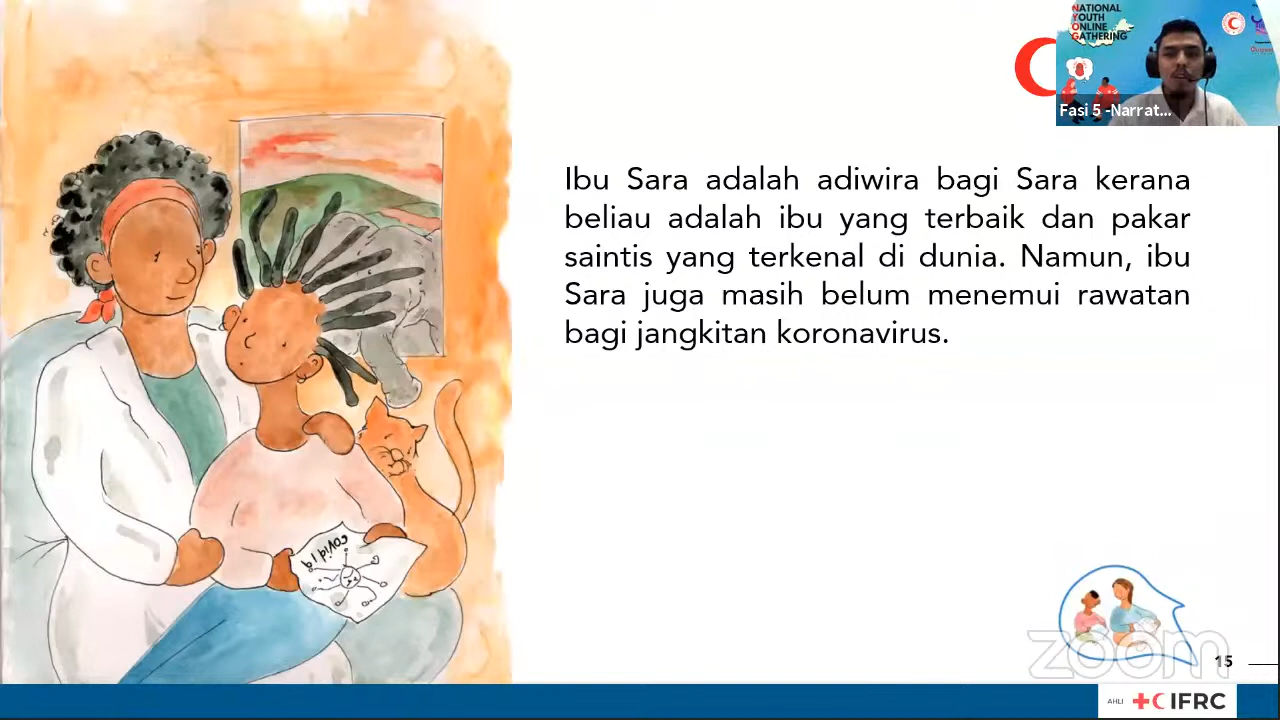 NATIONAL
YOUTH
ONLINE
GATHERING
Fasi 5 -Narrat...
Ibu Sara adalah adiwira bagi Sara kerana
beliau adalah ibu yang terbaik dan pakar
saintis yang terkenal di dunia. Namun, ibu
Sara juga masih belum menemui rawatan
bagi jangkitan koronavirus.
covid 19
zoom
15
AHLI
IFRC